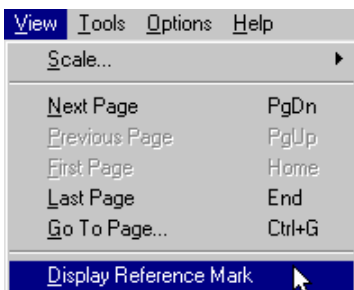 View Tools Options Help
Scale...
Next Page PgDn
Previous Page PgUp
First Page Home
Last Page End
Go To Page... Ctrl+G
Display Reference Mark